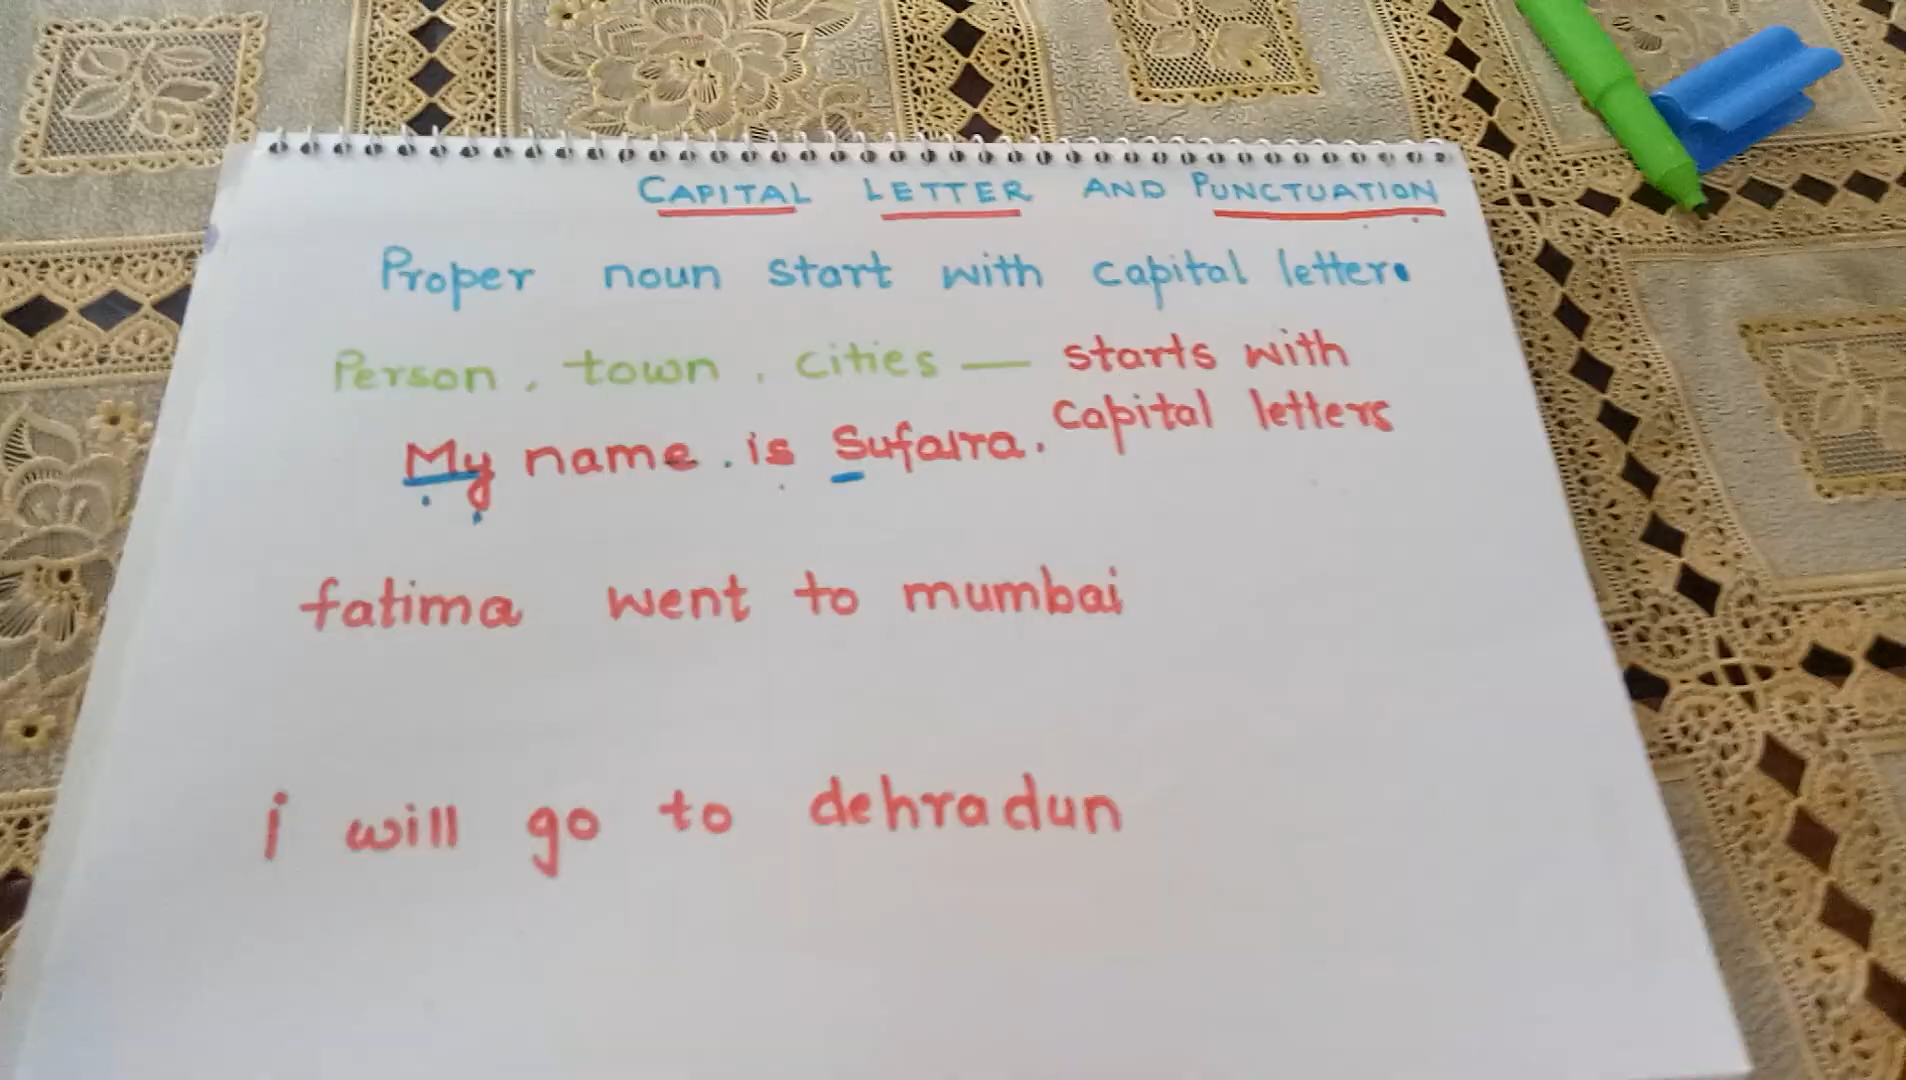 CAPITAL LETTER AND PUNCTUATION
Proper noun start with capital letter.
Person, town, cities — starts with
capital letters
My name is Sufaira.
fatima went to mumbai
i will go to dehradun